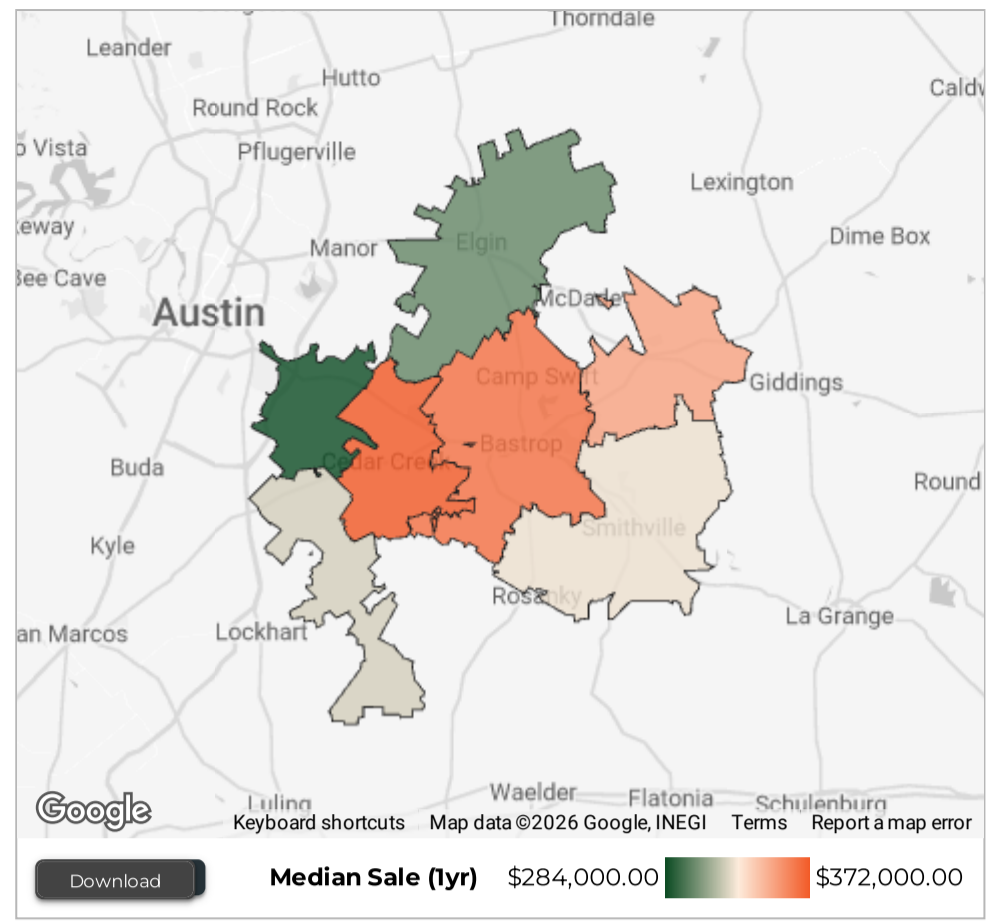 Thorndale
Leander
Hutto
Caldw
Round Rock
o Vista
Pflugerville
Lexington
keway
Manor
Elgin
Dime Box
Bee Cave
McDade
Austin
Camp Swift
Giddings
Bastrop
Buda
Cedar Creek
Round
Smithville
Kyle
Rosanky
La Grange
an Marcos
Lockhart
Waelder
Flatonia
Luling
Schulenburg
Google
Keyboard shortcuts Map data ©2026 Google, INEGI Terms Report a map error
Download Median Sale (1yr) $284,000.00 $372,000.00